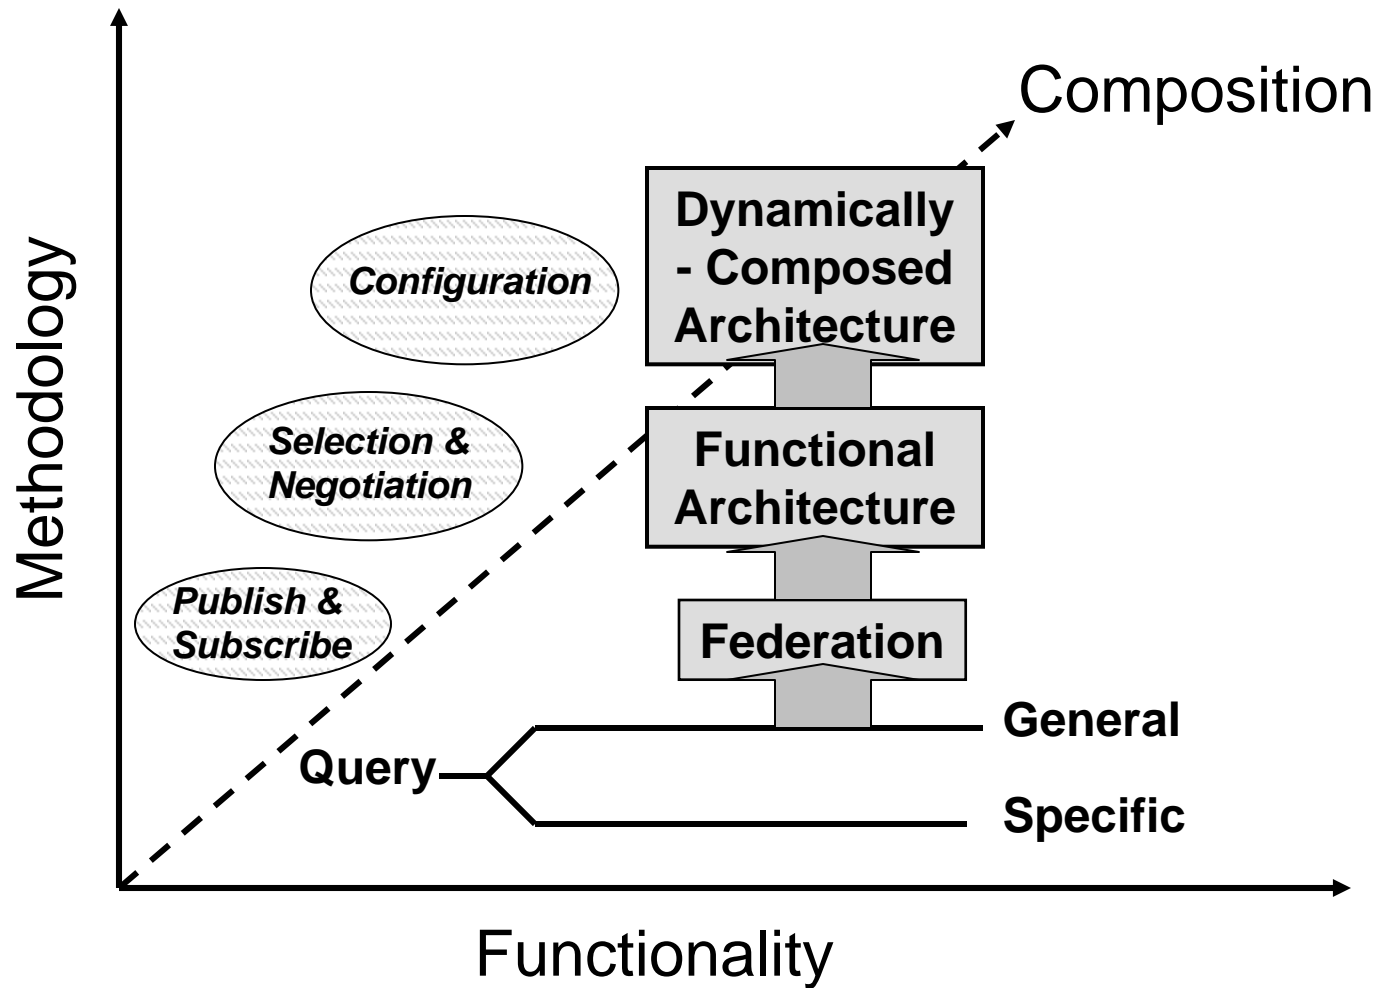 Composition
Dynamically
- Composed
Architecture
Configuration
Methodology
Selection &
Negotiation
Functional
Architecture
Publish &
Subscribe
Federation
General
Query
Specific
Functionality